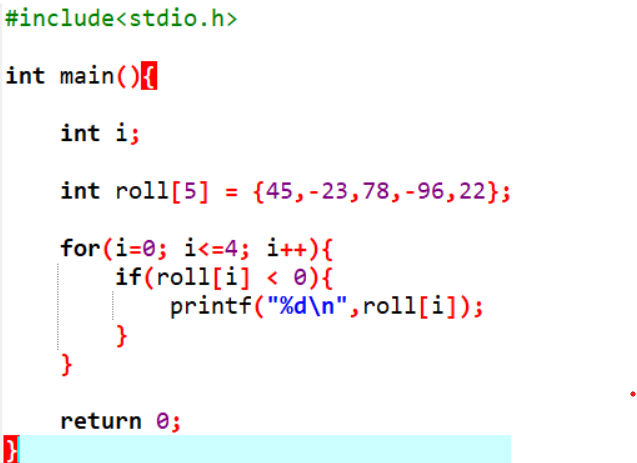 #include<stdio.h>
int main(){
int i;
int roll[5] = {45,-23,78,-96,22};
for(i=0; i<=4; i++){
if(roll[i] < 0){
printf("%d\n",roll[i]);
}
}
return 0;
}